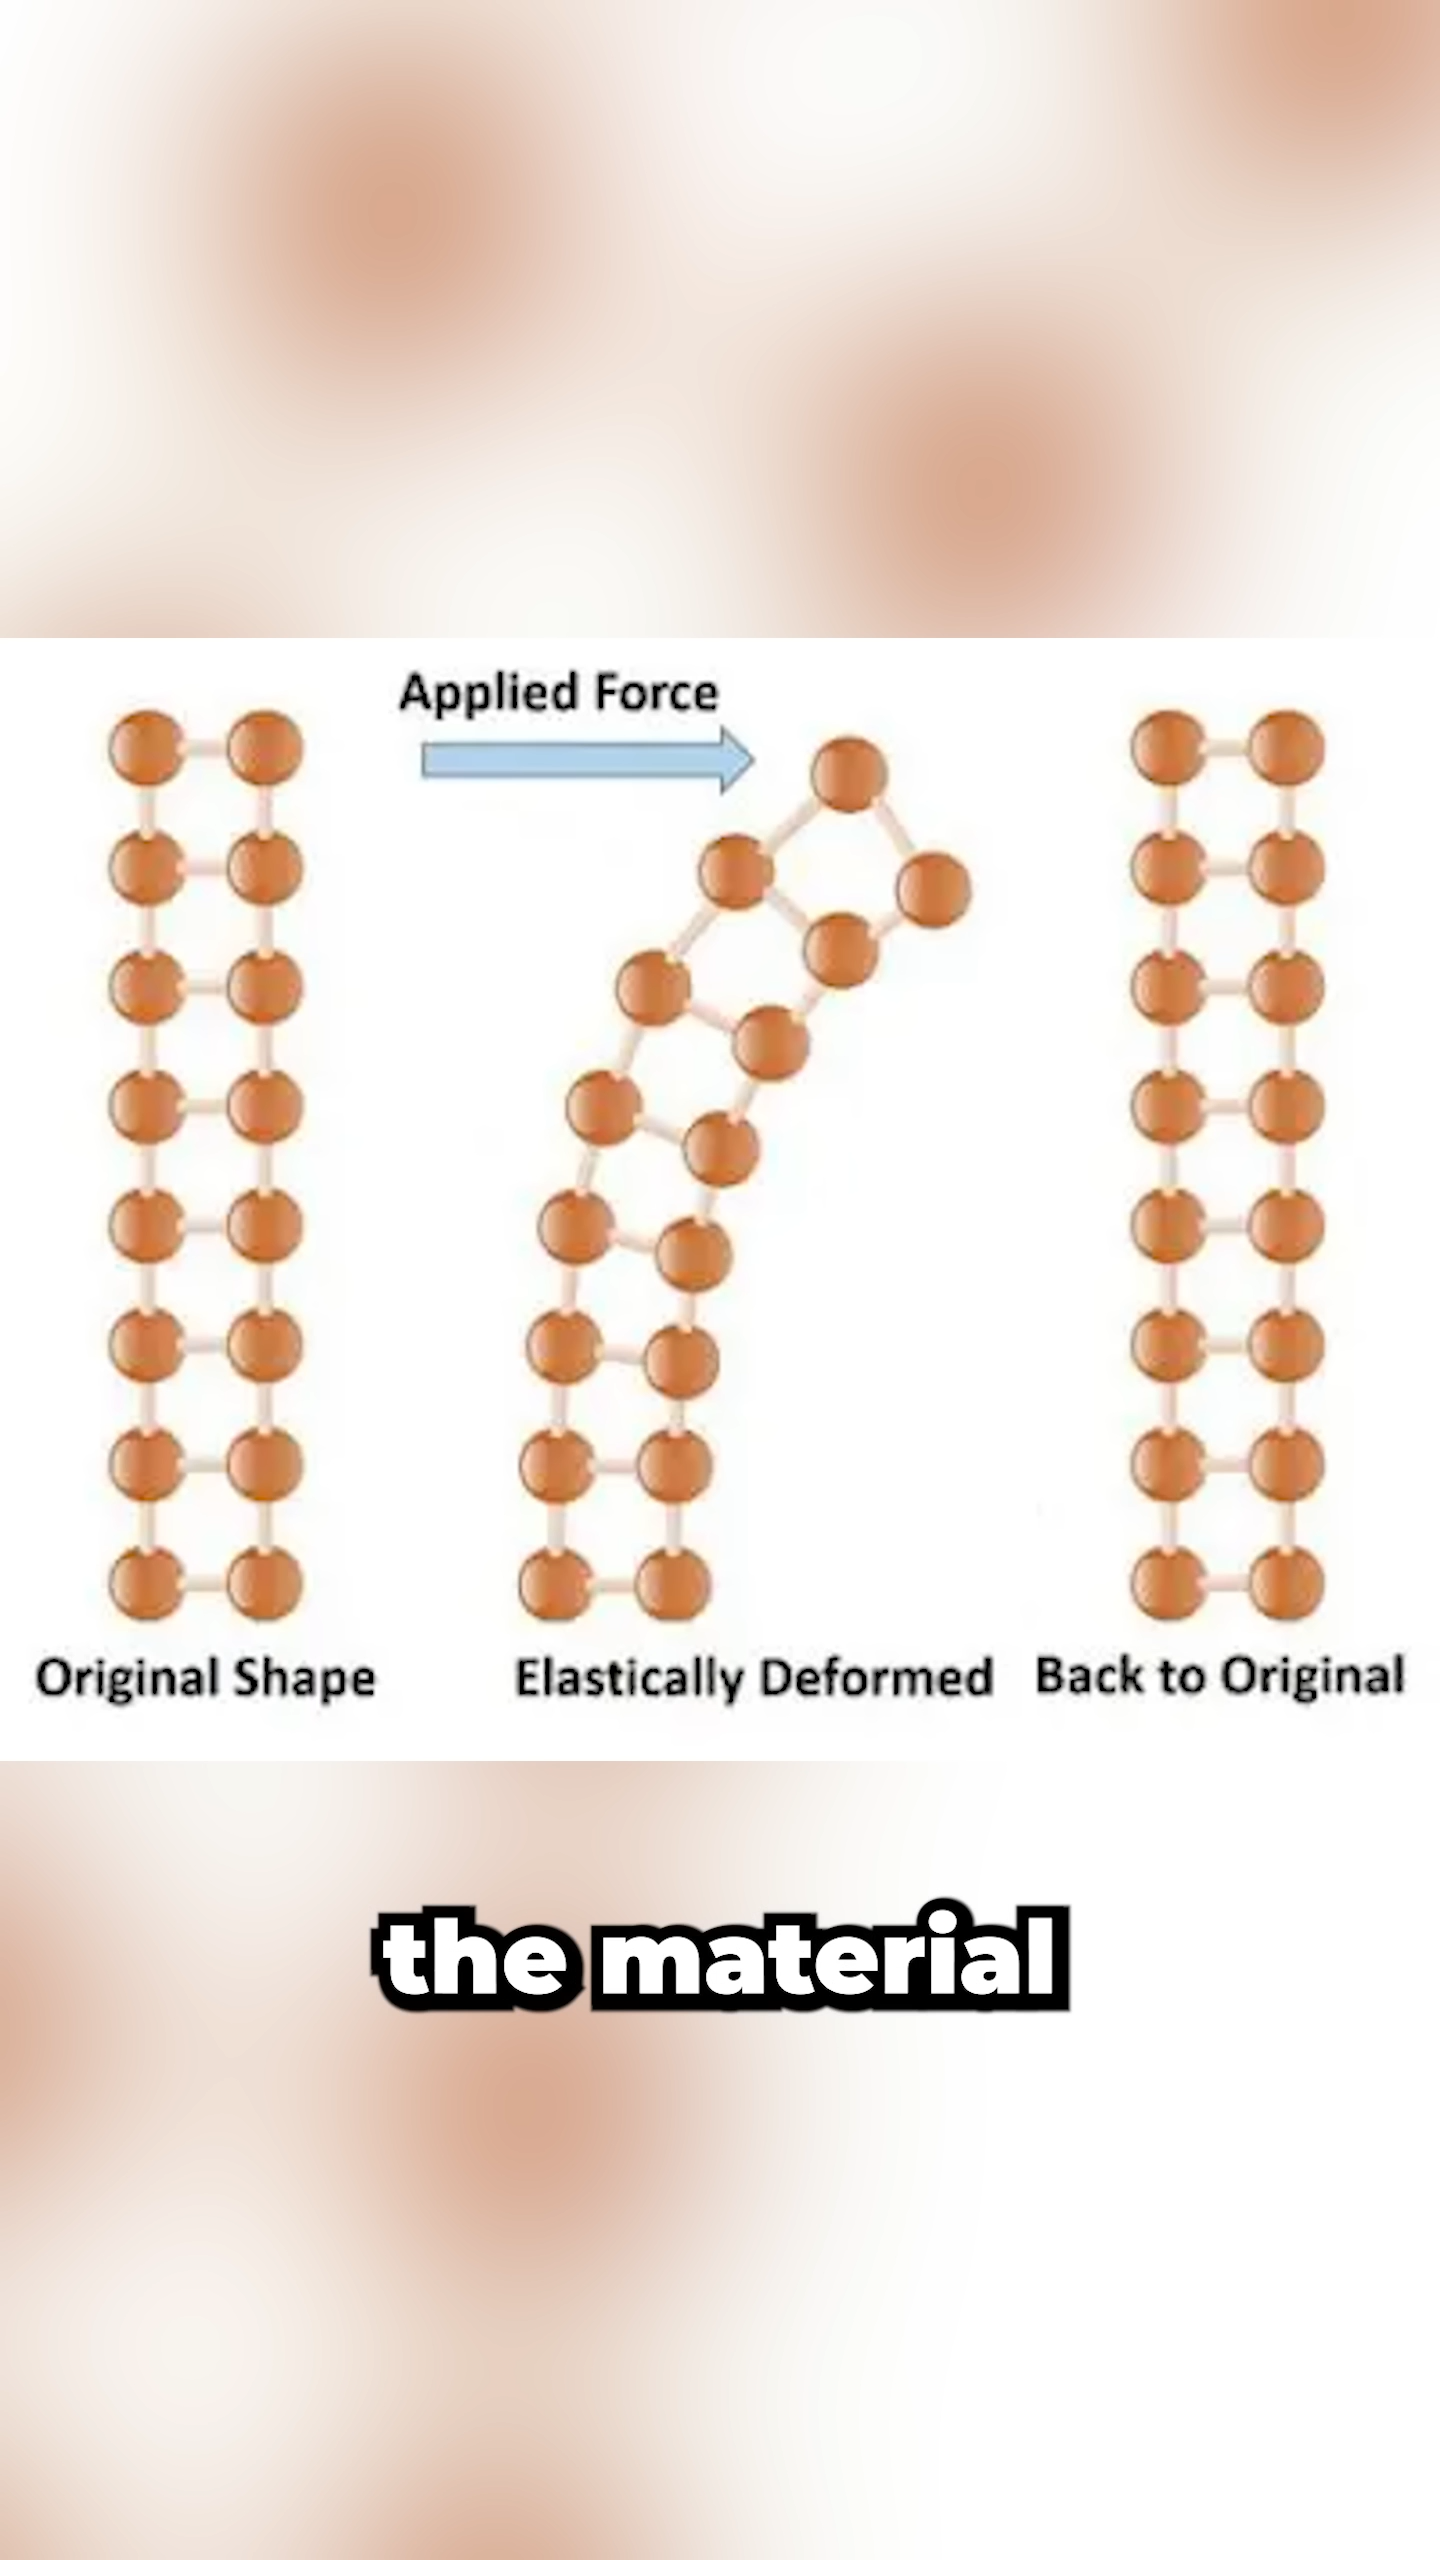 Applied Force
Original Shape
Elastically Deformed
Back to Original
the material